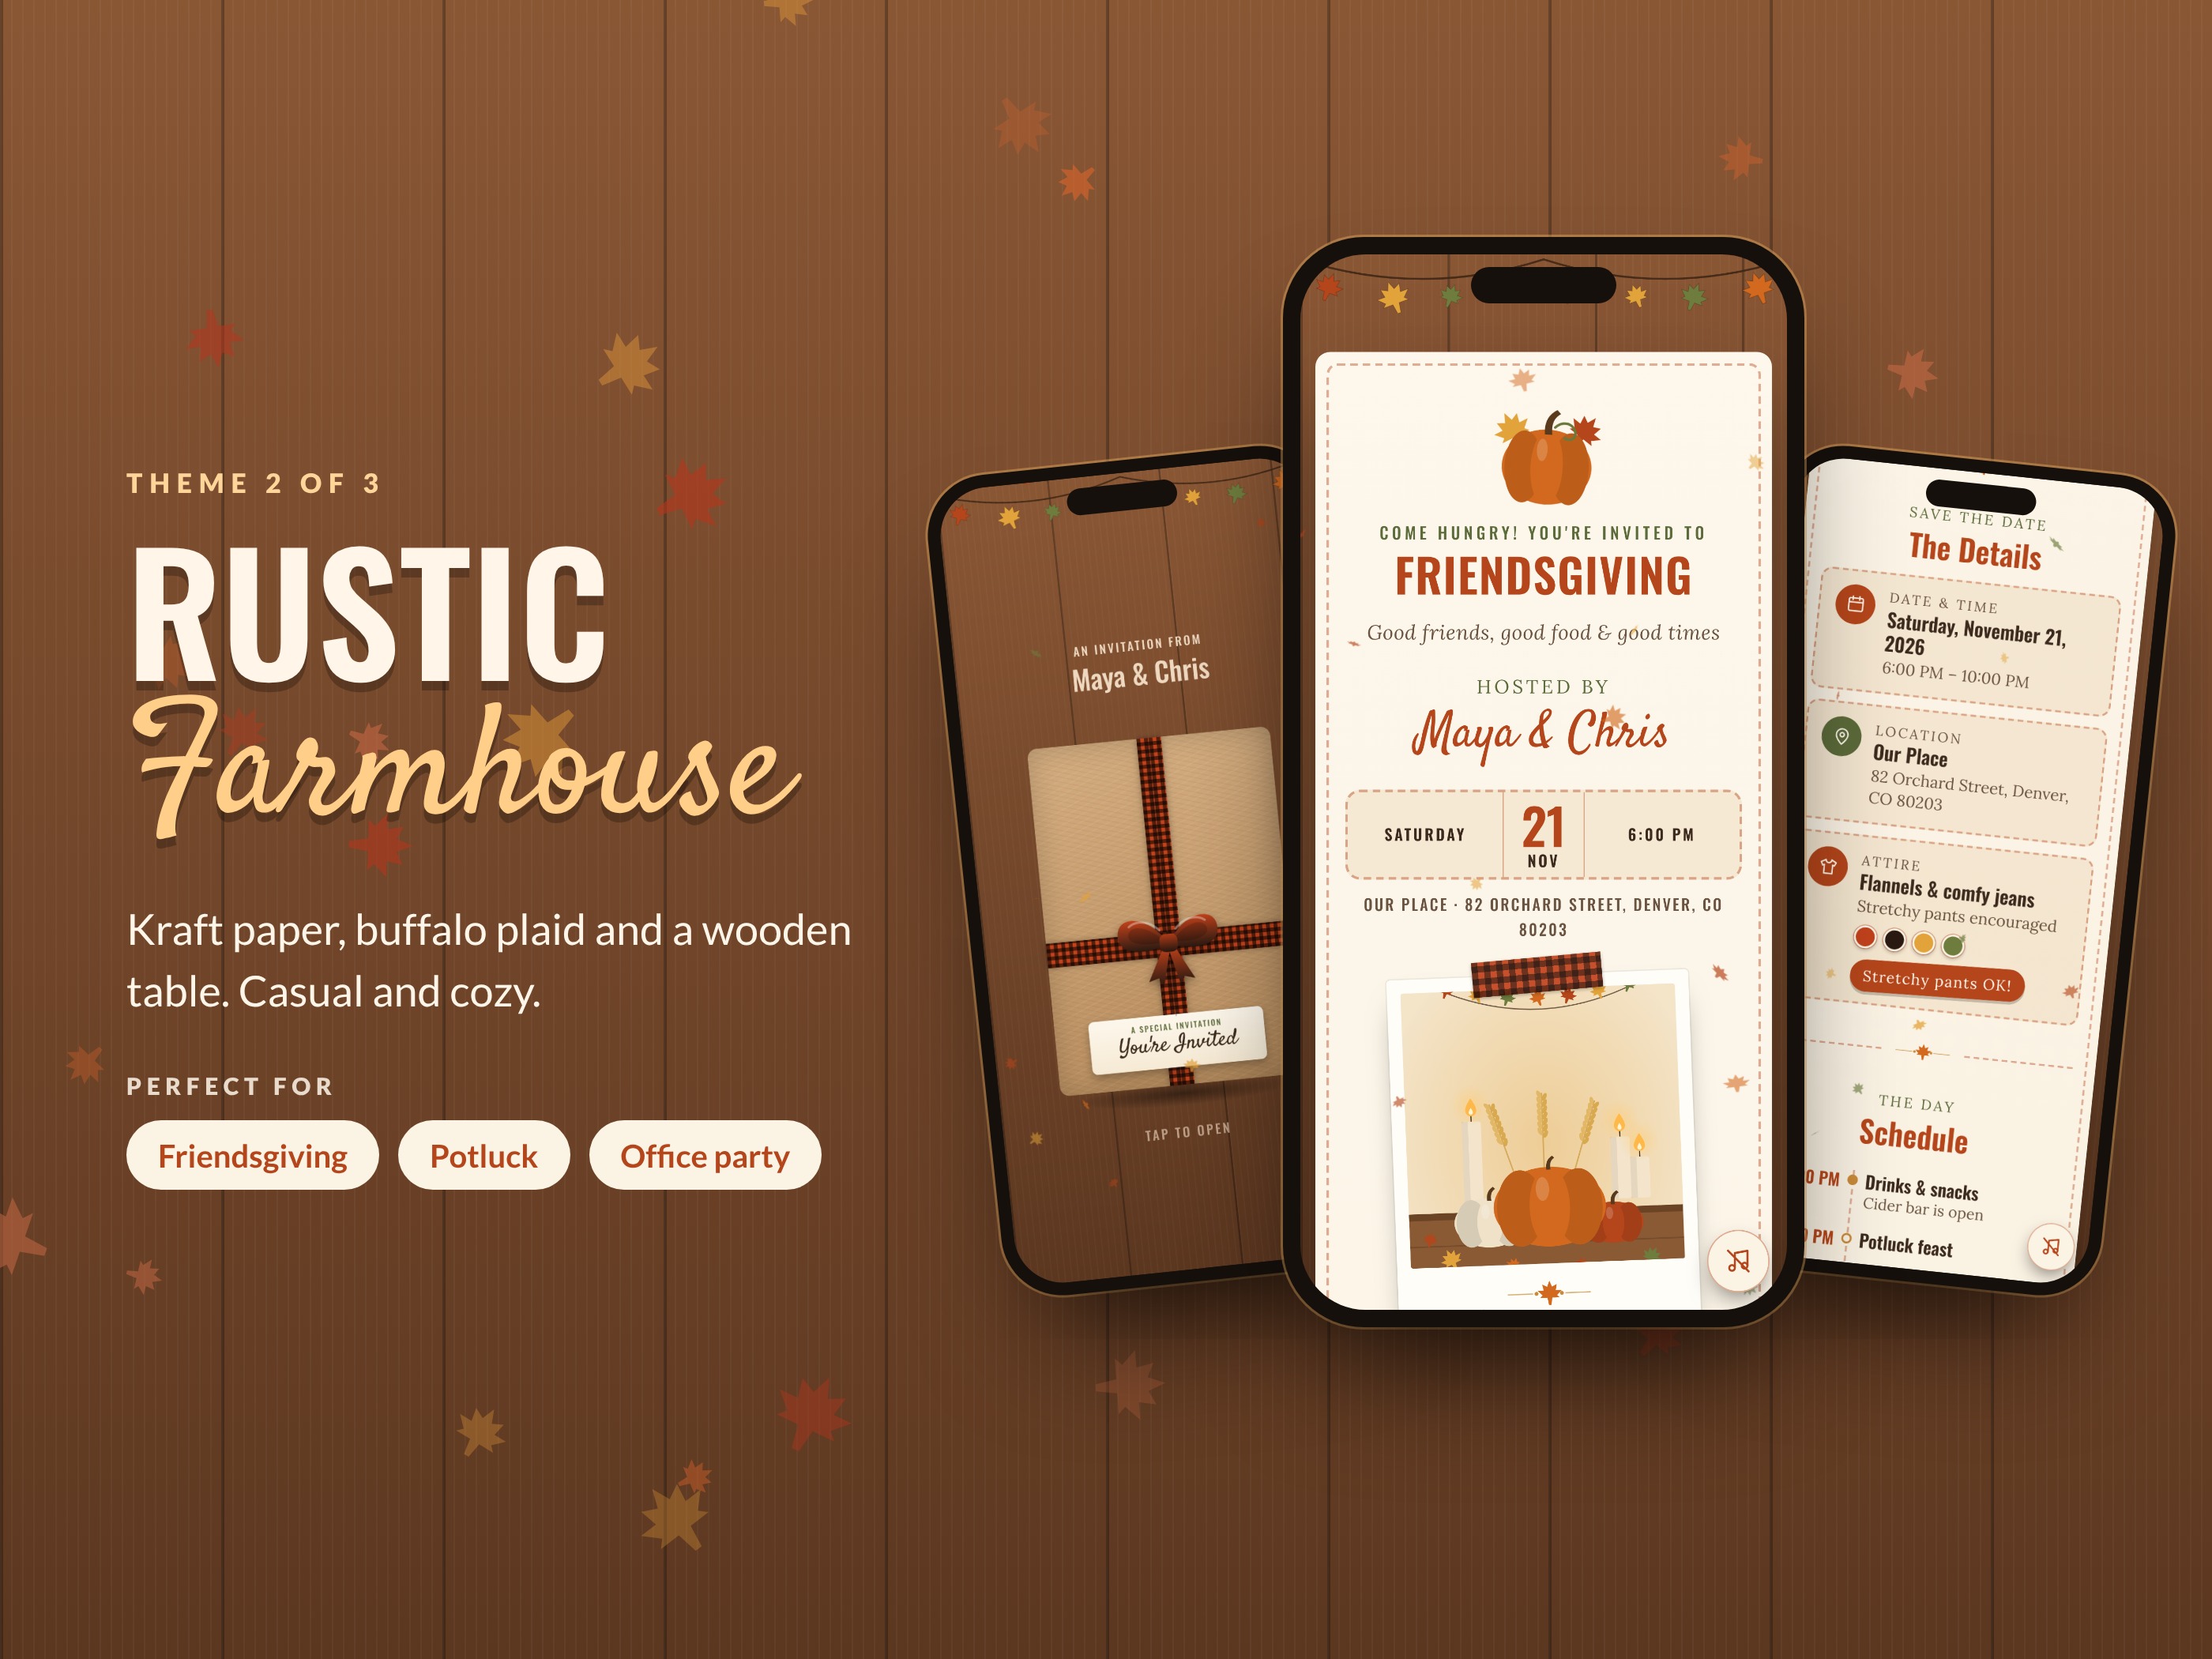 THEME 2 OF 3
RUSTIC
Farmhouse
Kraft paper, buffalo plaid and a wooden
table. Casual and cozy.
PERFECT FOR
Friendsgiving
Potluck
Office party
AN INVITATION FROM
Maya & Chris
A SPECIAL INVITATION
You're Invited
TAP TO OPEN
COME HUNGRY! YOU'RE INVITED TO
FRIENDSGIVING
Good friends, good food & good times
HOSTED BY
Maya & Chris
SATURDAY
21
NOV
6:00 PM
OUR PLACE · 82 ORCHARD STREET, DENVER, CO
80203
SAVE THE DATE
The Details
DATE & TIME
Saturday, November 21,
2026
6:00 PM – 10:00 PM
LOCATION
Our Place
82 Orchard Street, Denver,
CO 80203
ATTIRE
Flannels & comfy jeans
Stretchy pants encouraged
Stretchy pants OK!
THE DAY
Schedule
0 PM
Drinks & snacks
Cider bar is open
PM
Potluck feast